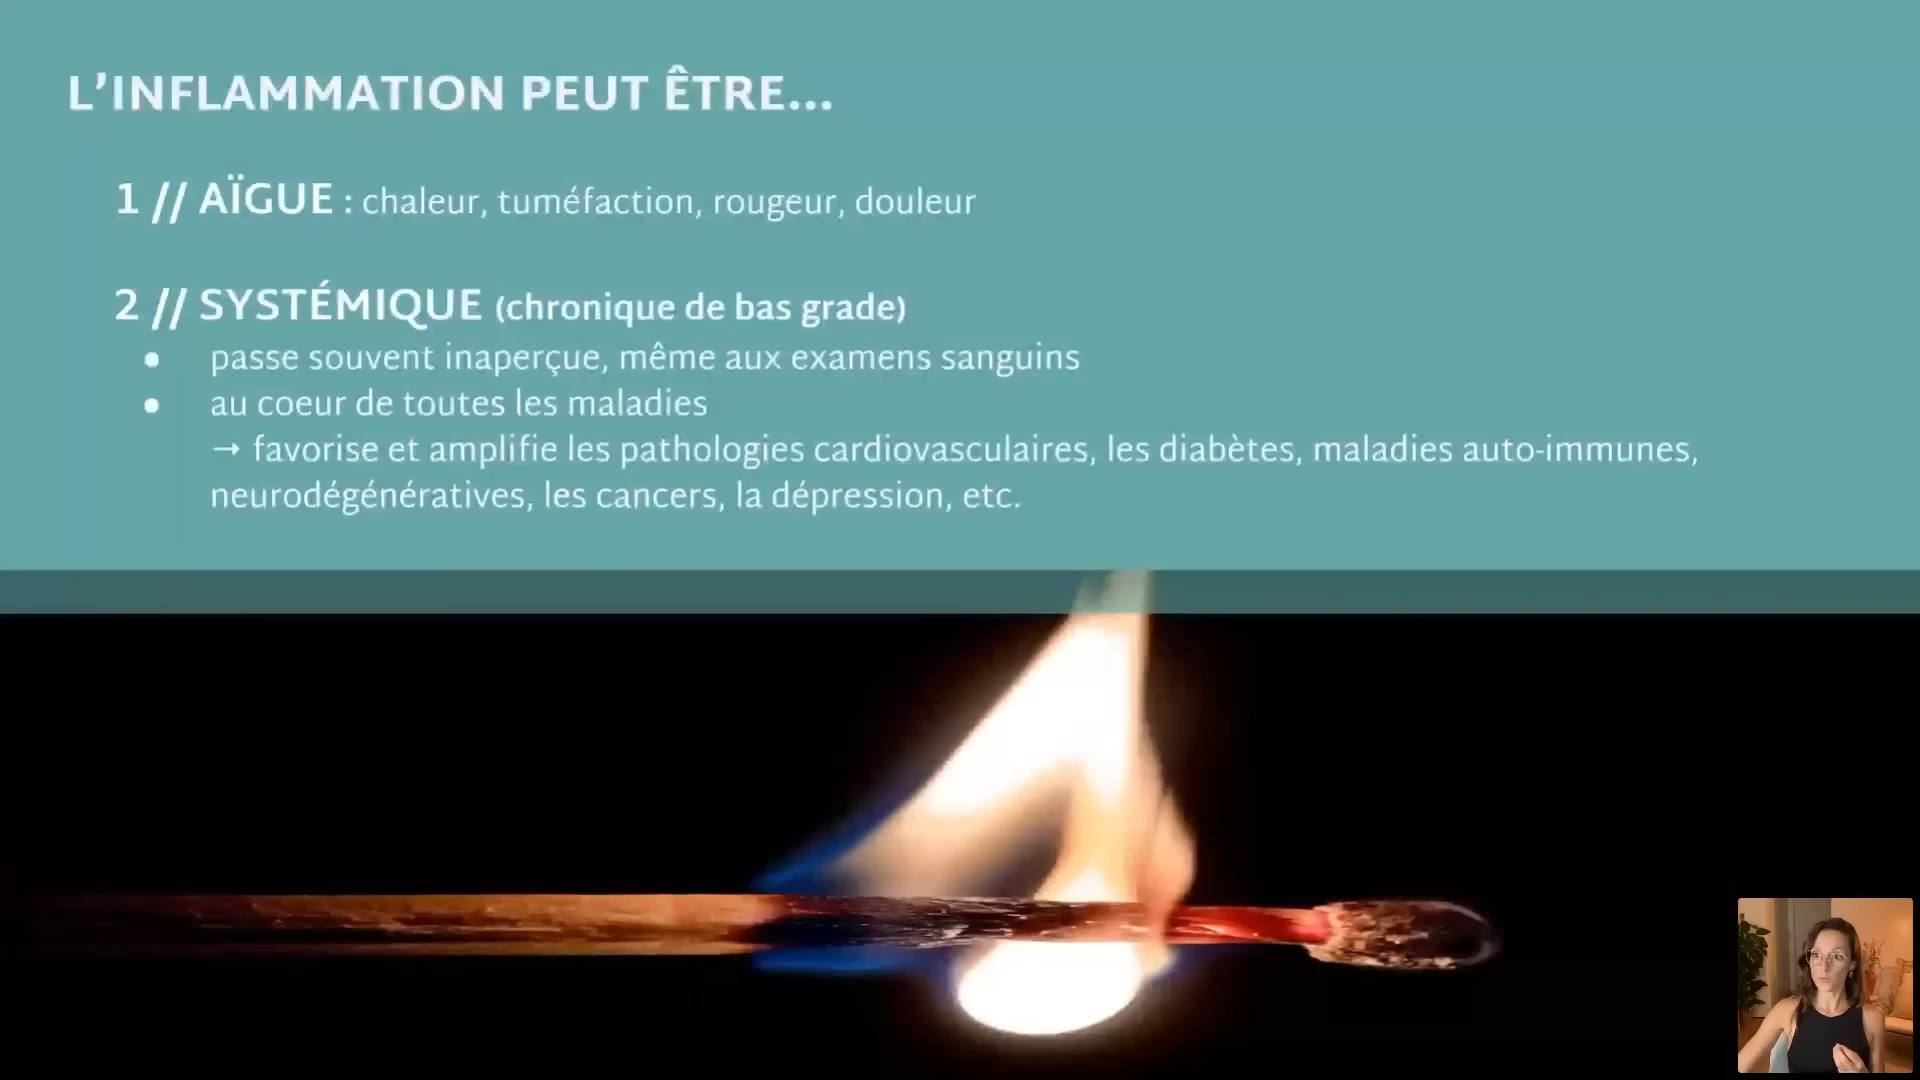 L’INFLAMMATION PEUT ÊTRE...
1 // AÏGUE : chaleur, tuméfaction, rougeur, douleur
2 // SYSTÉMIQUE (chronique de bas grade)
● passe souvent inaperçue, même aux examens sanguins
● au coeur de toutes les maladies
→ favorise et amplifie les pathologies cardiovasculaires, les diabètes, maladies auto-immunes,
neurodégénératives, les cancers, la dépression, etc.